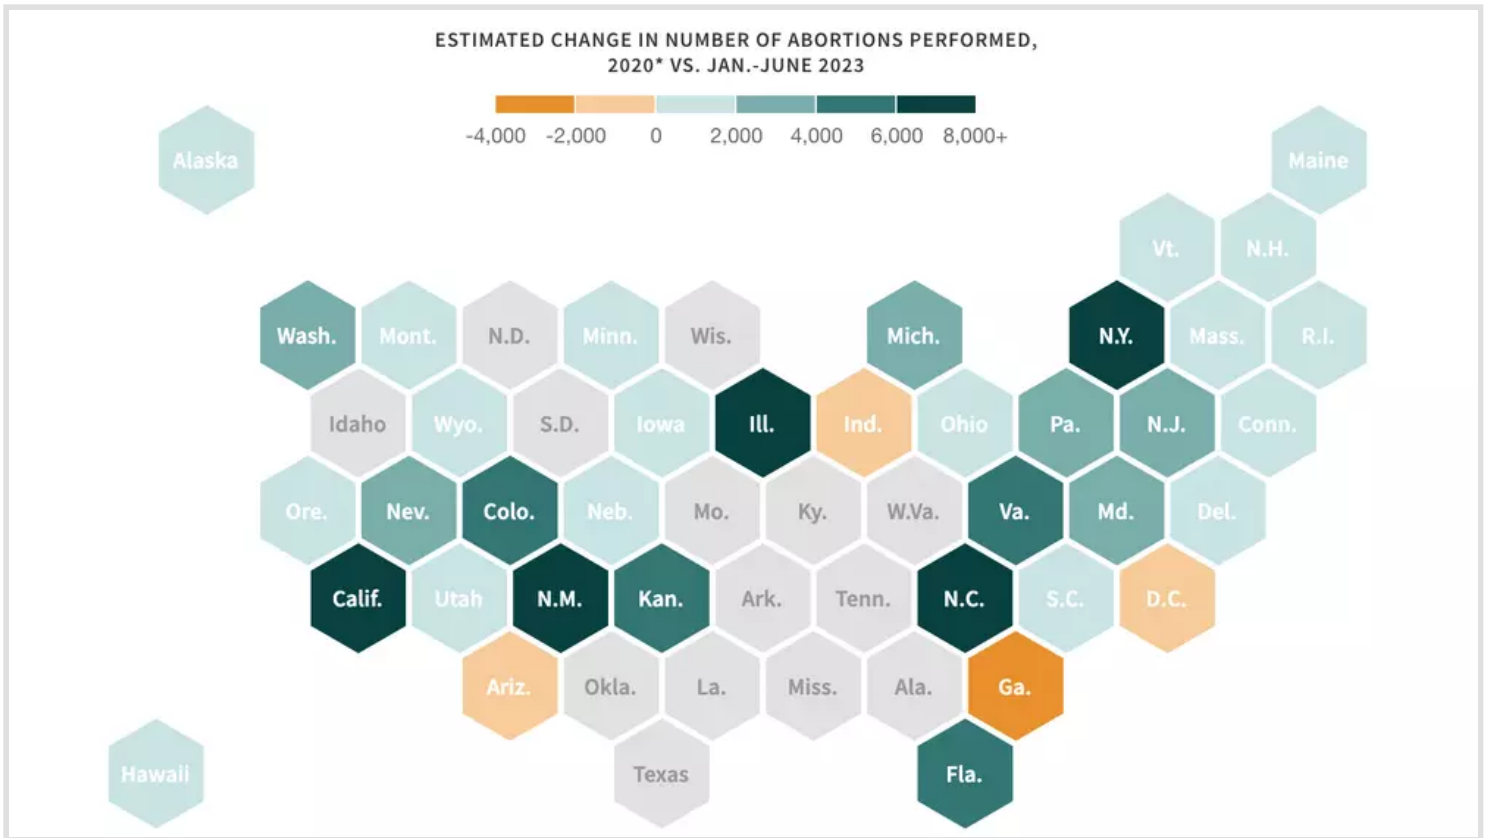 ESTIMATED CHANGE IN NUMBER OF ABORTIONS PERFORMED,
2020* VS. JAN.-JUNE 2023
-4,000 -2,000 0 2,000 4,000 6,000 8,000+
Alaska Maine
Vt. N.H.
Wash. Mont. N.D. Minn. Wis. Mich. N.Y. Mass. R.I.
Idaho Wyo. S.D. Iowa Ill. Ind. Ohio Pa. N.J. Conn.
Ore. Nev. Colo. Neb. Mo. Ky. W.Va. Va. Md. Del.
Calif. Utah N.M. Kan. Ark. Tenn. N.C. S.C. D.C.
Ariz. Okla. La. Miss. Ala. Ga.
Hawaii Texas Fla.